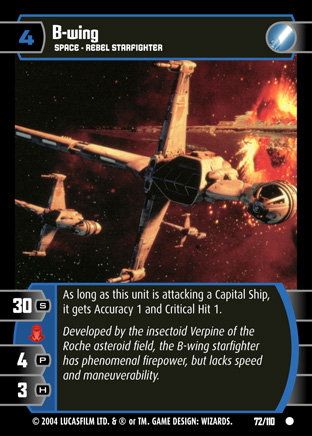 4 B-wing
SPACE - REBEL STARFIGHTER
30 S
As long as this unit is attacking a Capital Ship,
it gets Accuracy 1 and Critical Hit 1.
Developed by the insectoid Verpine of the
Roche asteroid field, the B-wing starfighter
has phenomenal firepower, but lacks speed
and maneuverability.
4 P
3 H
© 2004 LUCASFILM LTD. & ® or TM. GAME DESIGN: WIZARDS. 72/110